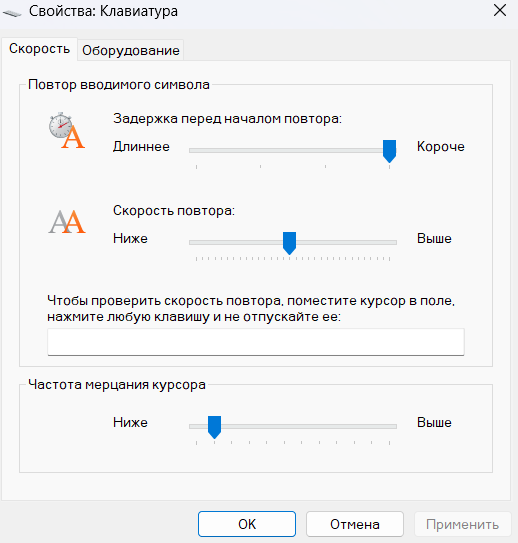 Свойства: Клавиатура
Скорость
Оборудование
Повтор вводимого символа
Задержка перед началом повтора:
Длиннее
Короче
Скорость повтора:
Ниже
Выше
Чтобы проверить скорость повтора, поместите курсор в поле,
нажмите любую клавишу и не отпускайте ее:
Частота мерцания курсора
Ниже
Выше
OK
Отмена
Применить